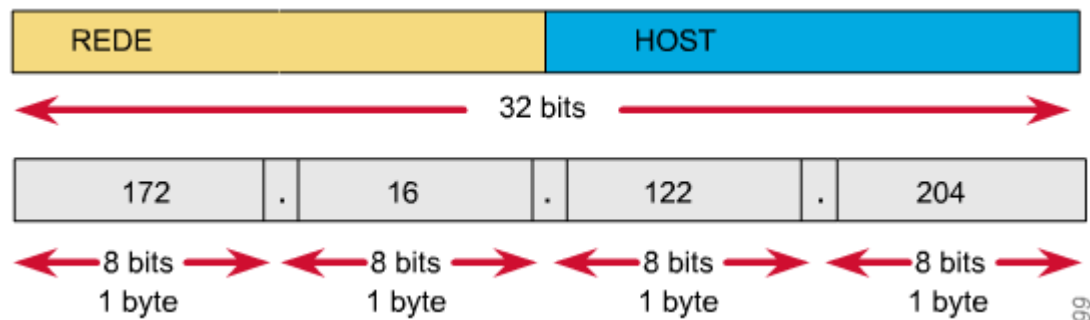 REDE HOST
32 bits
172 . 16 . 122 . 204
8 bits 8 bits 8 bits 8 bits
1 byte 1 byte 1 byte 1 byte